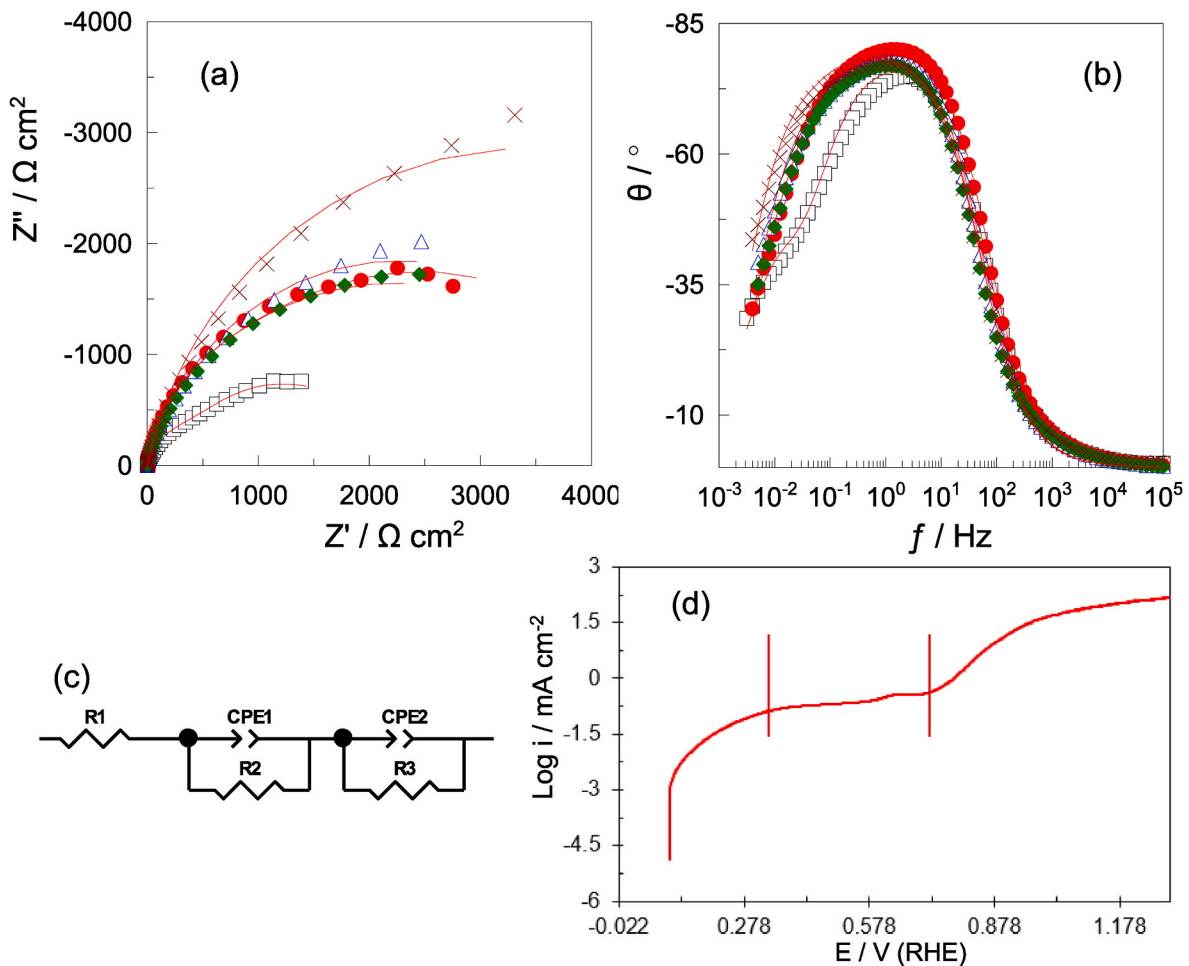 (a)
-4000
-3000
-2000
-1000
0
Z'' / Ω cm²
0 1000 2000 3000 4000
Z' / Ω cm²
(b)
-85
-60
-35
-10
θ / °
10⁻³ 10⁻² 10⁻¹ 10⁰ 10¹ 10² 10³ 10⁴ 10⁵
ƒ / Hz
(c)
R1
CPE1
R2
CPE2
R3
(d)
3
1.5
0
-1.5
-3
-4.5
-6
Log i / mA cm⁻²
-0.022 0.278 0.578 0.878 1.178
E / V (RHE)